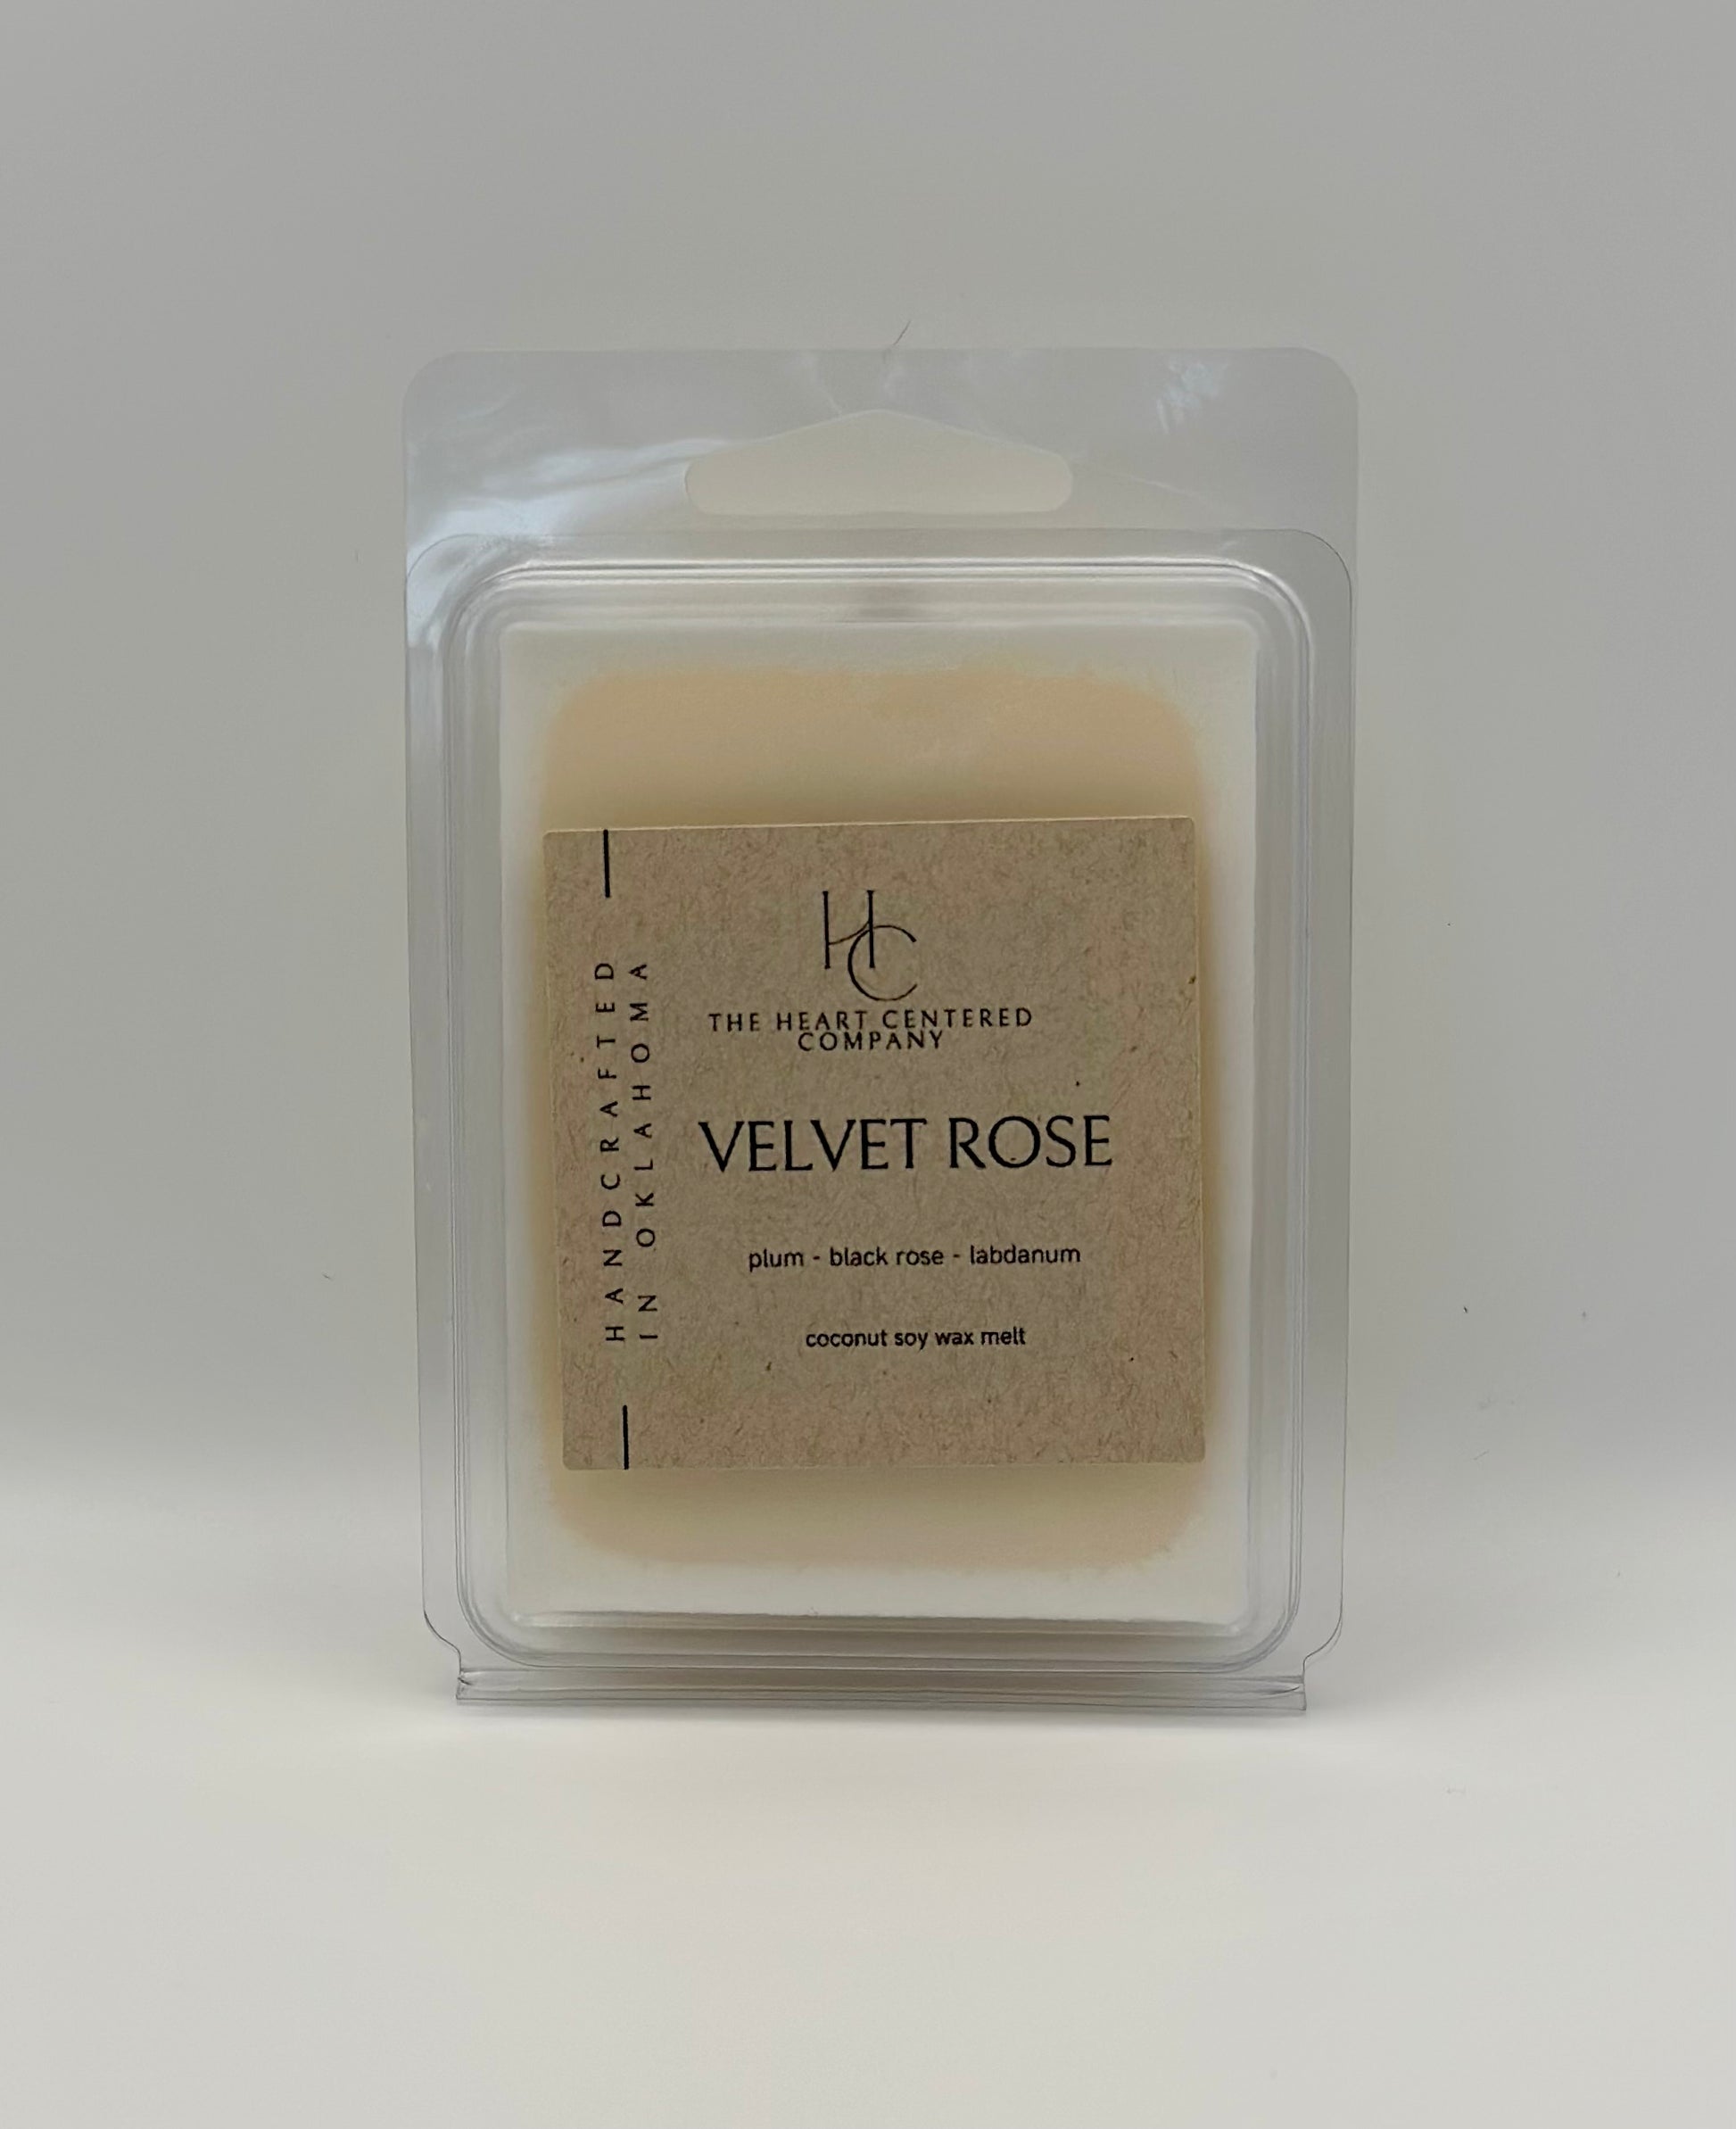 HC
THE HEART CENTERED
COMPANY
VELVET ROSE
plum - black rose - labdanum
coconut soy wax melt
HANDCRAFTED
IN OKLAHOMA